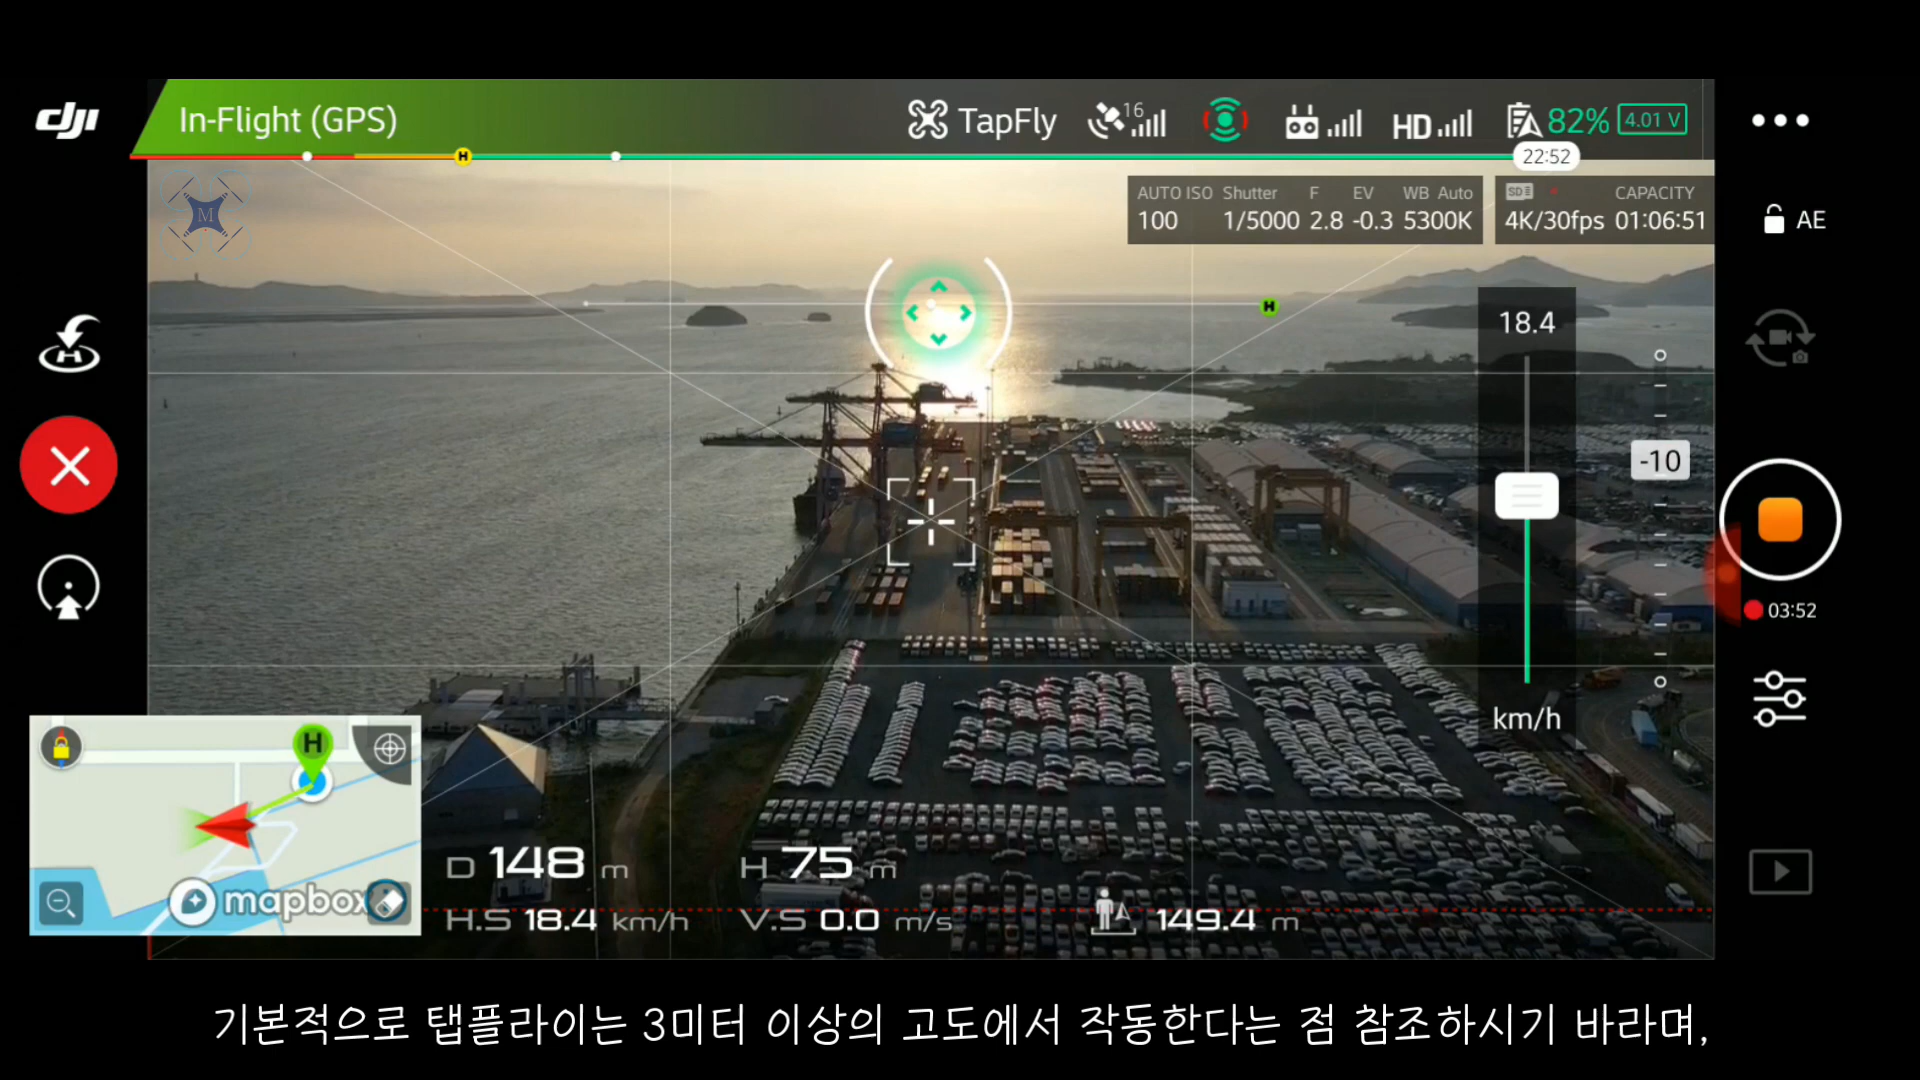 dji
In-Flight (GPS)
TapFly
16
HD
82%
4.01 V
22:52
M
AUTO ISO Shutter F EV WB Auto
100 1/5000 2.8 -0.3 5300K
SD CAPACITY
4K/30fps 01:06:51
AE
H
H
18.4
-10
km/h
03:52
H
mapbox
D 148 m H 75 m
H.S 18.4 km/h V.S 0.0 m/s 149.4 m
기본적으로 탭플라이는 3미터 이상의 고도에서 작동한다는 점 참조하시기 바라며,